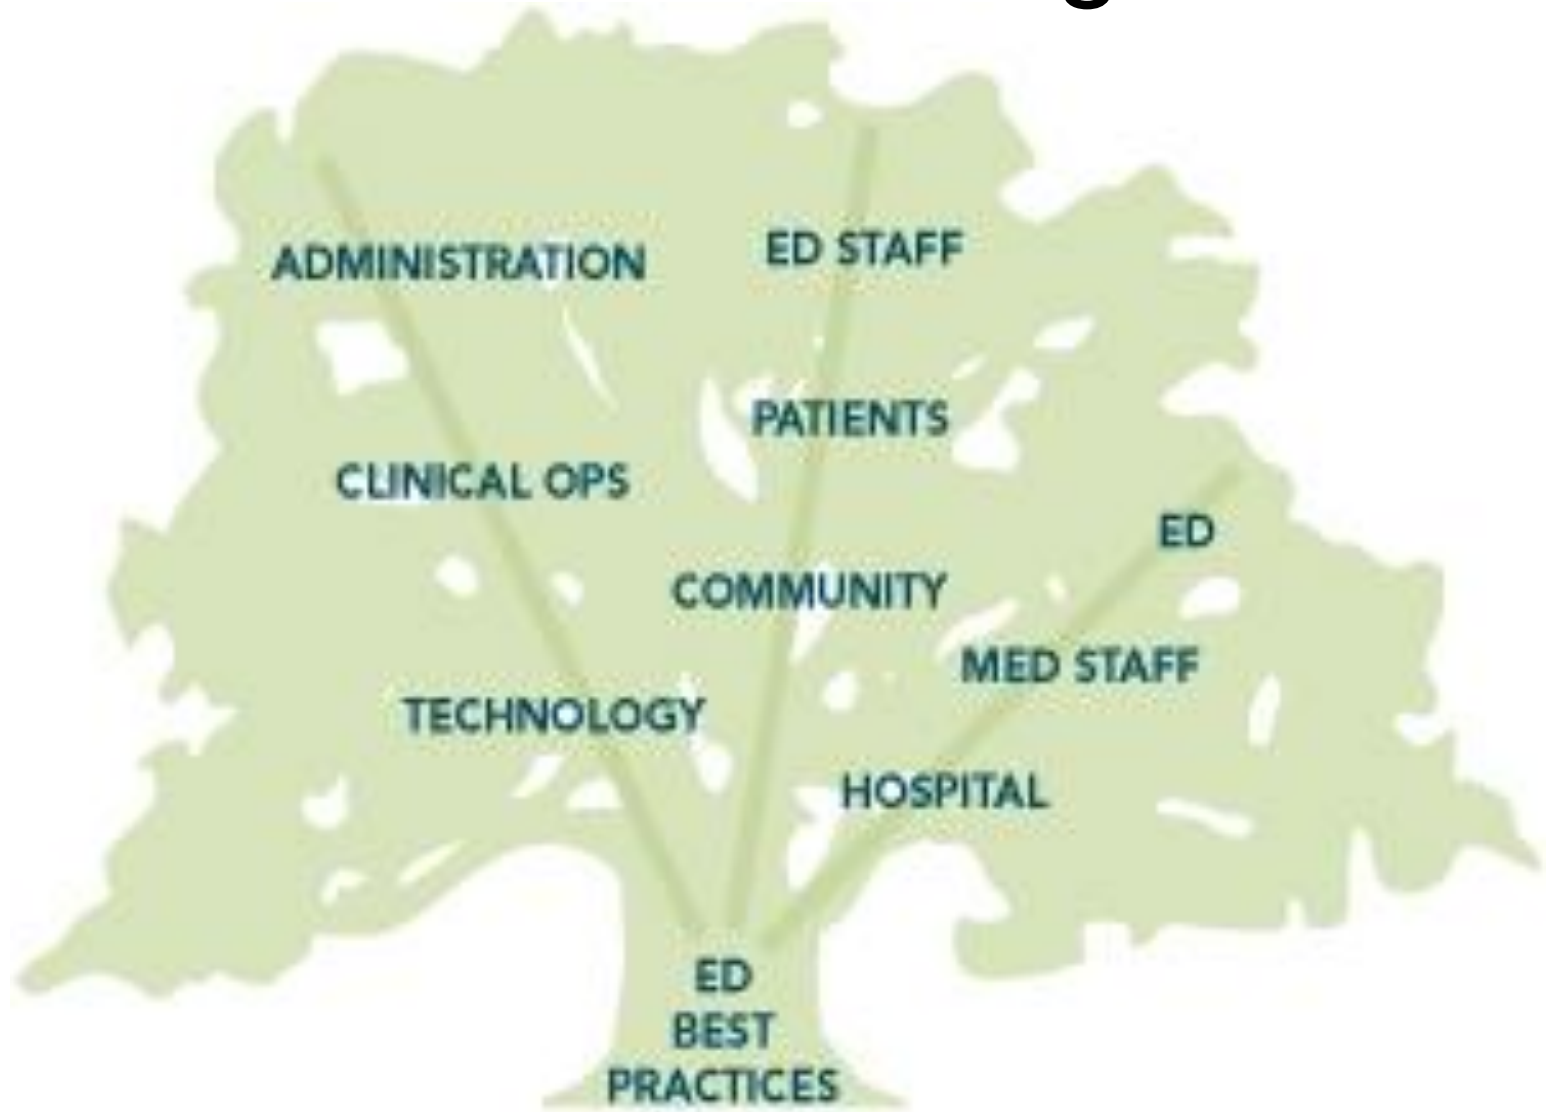 g
ADMINISTRATION
ED STAFF
PATIENTS
CLINICAL OPS
ED
COMMUNITY
MED STAFF
TECHNOLOGY
HOSPITAL
ED
BEST
PRACTICES